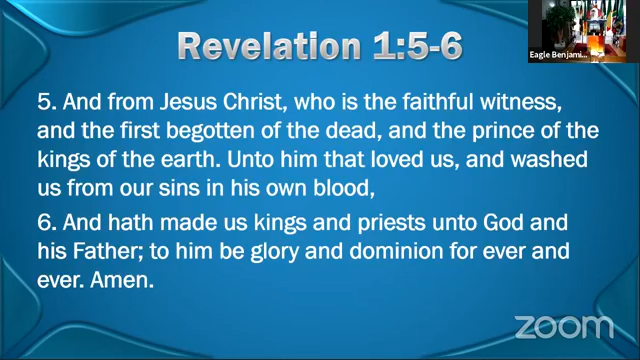 Revelation 1:5-6
Eagle Benjami...
5. And from Jesus Christ, who is the faithful witness,
and the first begotten of the dead, and the prince of the
kings of the earth. Unto him that loved us, and washed
us from our sins in his own blood,
6. And hath made us kings and priests unto God and
his Father; to him be glory and dominion for ever and
ever. Amen.
zoom